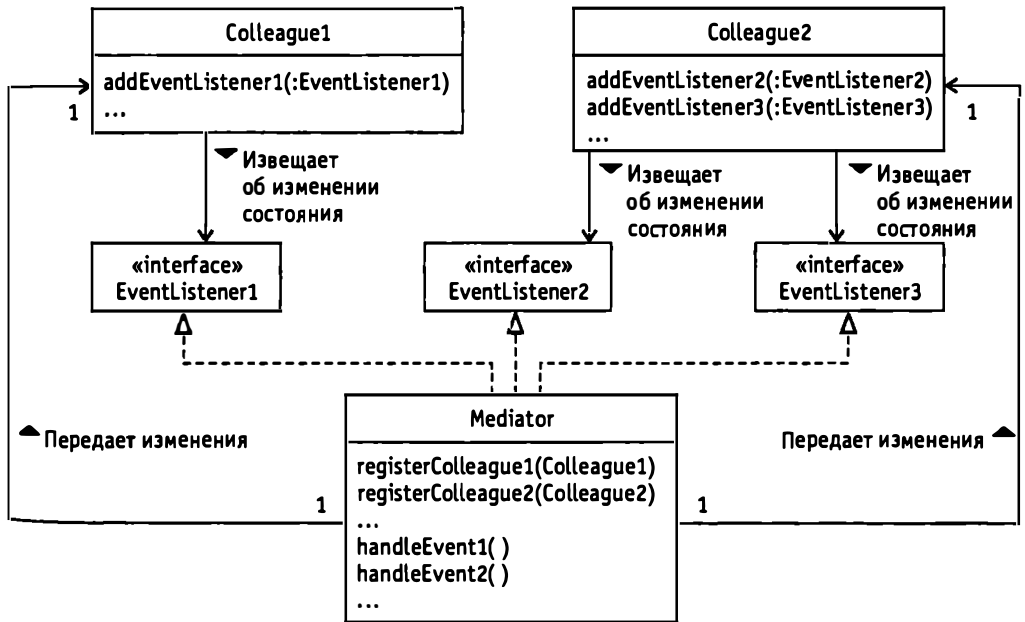 Colleague1
addEventListener1(:EventListener1)
...
1
Colleague2
addEventListener2(:EventListener2)
addEventListener3(:EventListener3)
...
1
Извещает
об изменении
состояния
Извещает
об изменении
состояния
Извещает
об изменении
состояния
«interface»
EventListener1
«interface»
EventListener2
«interface»
EventListener3
Передает изменения
Mediator
registerColleague1(Colleague1)
registerColleague2(Colleague2)
...
handleEvent1( )
handleEvent2( )
...
Передает изменения
1
1